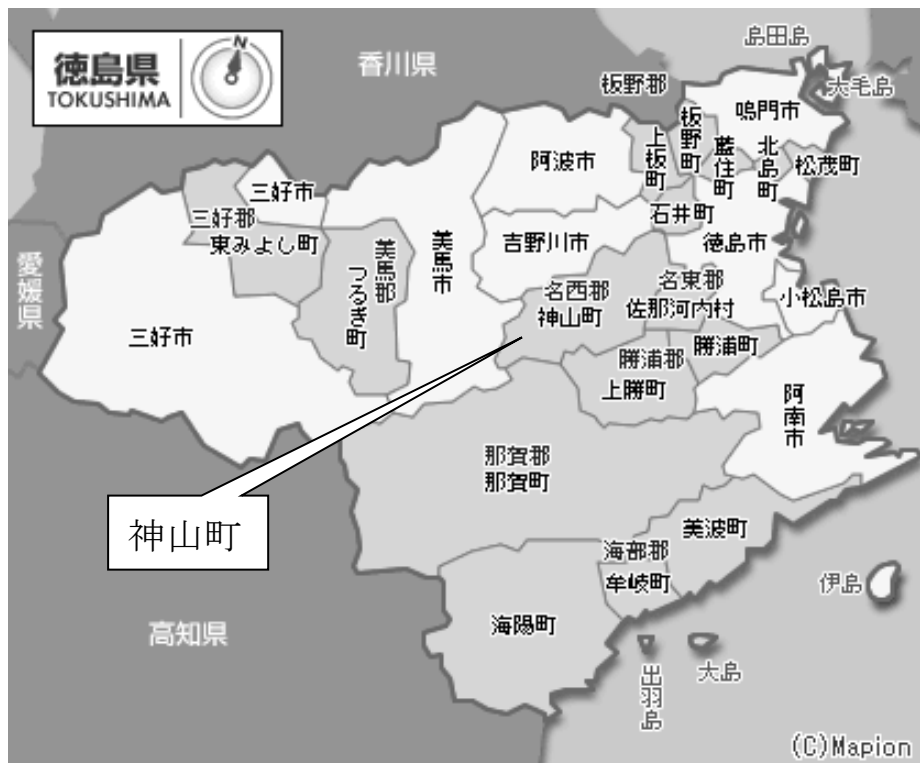 徳島県
TOKUSHIMA
N
香川県
島田島
大毛島
板野郡
鳴門市
板野町
上板町
藍住町
北島町
松茂町
阿波市
三好市
三好郡
東みよし町
石井町
徳島市
吉野川市
美馬市
美馬郡
つるぎ町
愛媛県
名西郡
神山町
名東郡
佐那河内村
小松島市
三好市
勝浦郡
上勝町
勝浦町
阿南市
那賀郡
那賀町
神山町
美波町
海部郡
牟岐町
伊島
海陽町
高知県
出羽島
大島
(C)Mapion